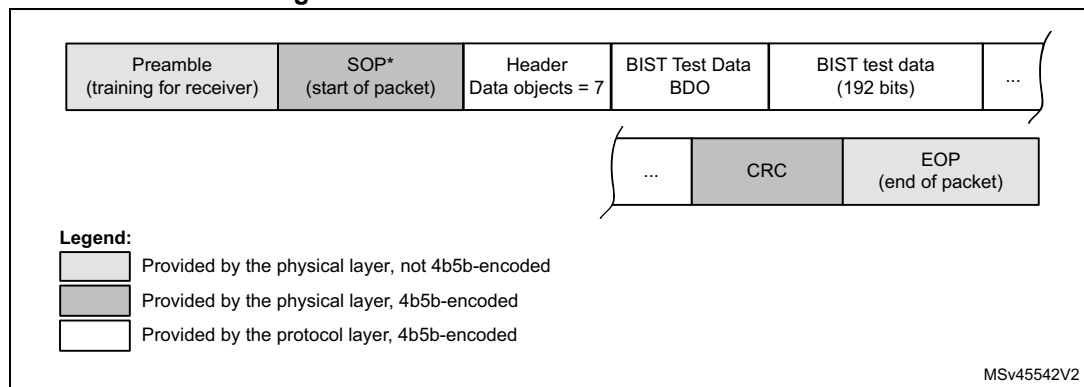 Preamble
(training for receiver)
SOP*
(start of packet)
Header
Data objects = 7
BIST Test Data
BDO
BIST test data
(192 bits)
...
...
CRC
EOP
(end of packet)
Legend:
Provided by the physical layer, not 4b5b-encoded
Provided by the physical layer, 4b5b-encoded
Provided by the protocol layer, 4b5b-encoded
MSv45542V2